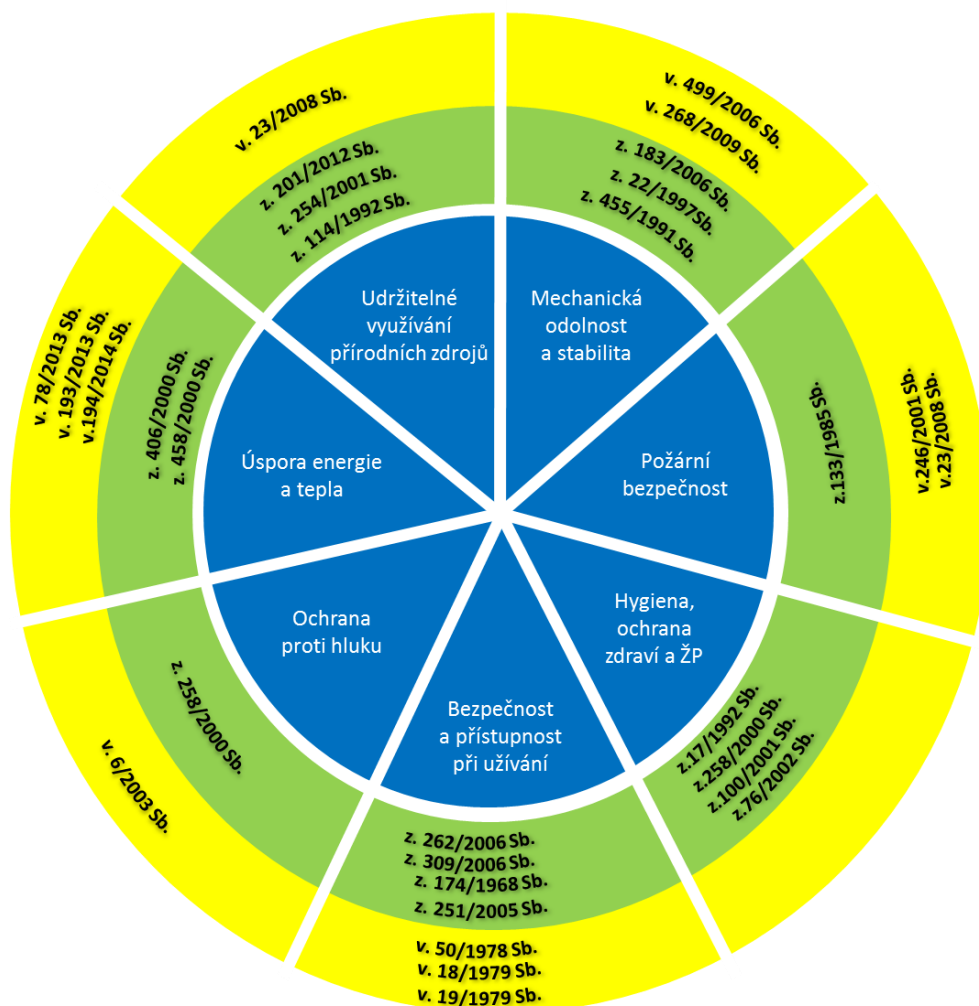 v. 499/2006 Sb.
v. 268/2009 Sb.
z. 183/2006 Sb.
z. 22/1997Sb.
z. 455/1991 Sb.
Mechanická
odolnost
a stabilita
v.246/2001Sb.
v.23/2008 Sb.
z.133/1985 Sb.
Požární
bezpečnost
Hygiena,
ochrana
zdraví a ŽP
z.17/1992 Sb.
z.258/2000 Sb.
z.100/2001 Sb.
z.76/2002 Sb.
Bezpečnost
a přístupnost
při užívání
z. 262/2006 Sb.
z. 309/2006 Sb.
z. 174/1968 Sb.
z. 251/2005 Sb.
v. 50/1978 Sb.
v. 18/1979 Sb.
v. 19/1979 Sb.
Ochrana
proti hluku
z. 258/2000 Sb.
v. 6/2003 Sb.
Úspora energie
a tepla
z. 406/2000 Sb.
z. 458/2000 Sb.
v. 78/2013 Sb.
v. 193/2013 Sb.
v.194/2014 Sb.
Udržitelné
využívání
přírodních zdrojů
z. 201/2012 Sb.
z. 254/2001 Sb.
z. 114/1992 Sb.
v. 23/2008 Sb.